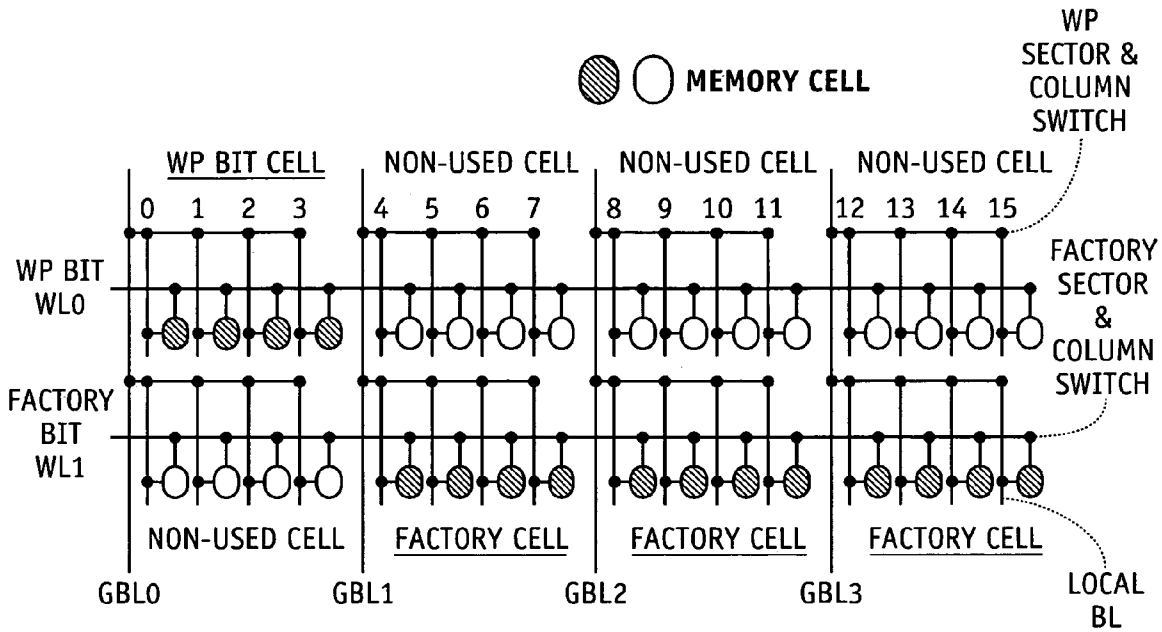 WP
SECTOR &
COLUMN
SWITCH
MEMORY CELL
WP BIT CELL
NON-USED CELL
NON-USED CELL
NON-USED CELL
0 1 2 3 4 5 6 7 8 9 10 11 12 13 14 15
WP BIT
WL0
FACTORY
SECTOR
&
COLUMN
SWITCH
FACTORY
BIT
WL1
NON-USED CELL
FACTORY CELL
FACTORY CELL
FACTORY CELL
GBL0
GBL1
GBL2
GBL3
LOCAL
BL